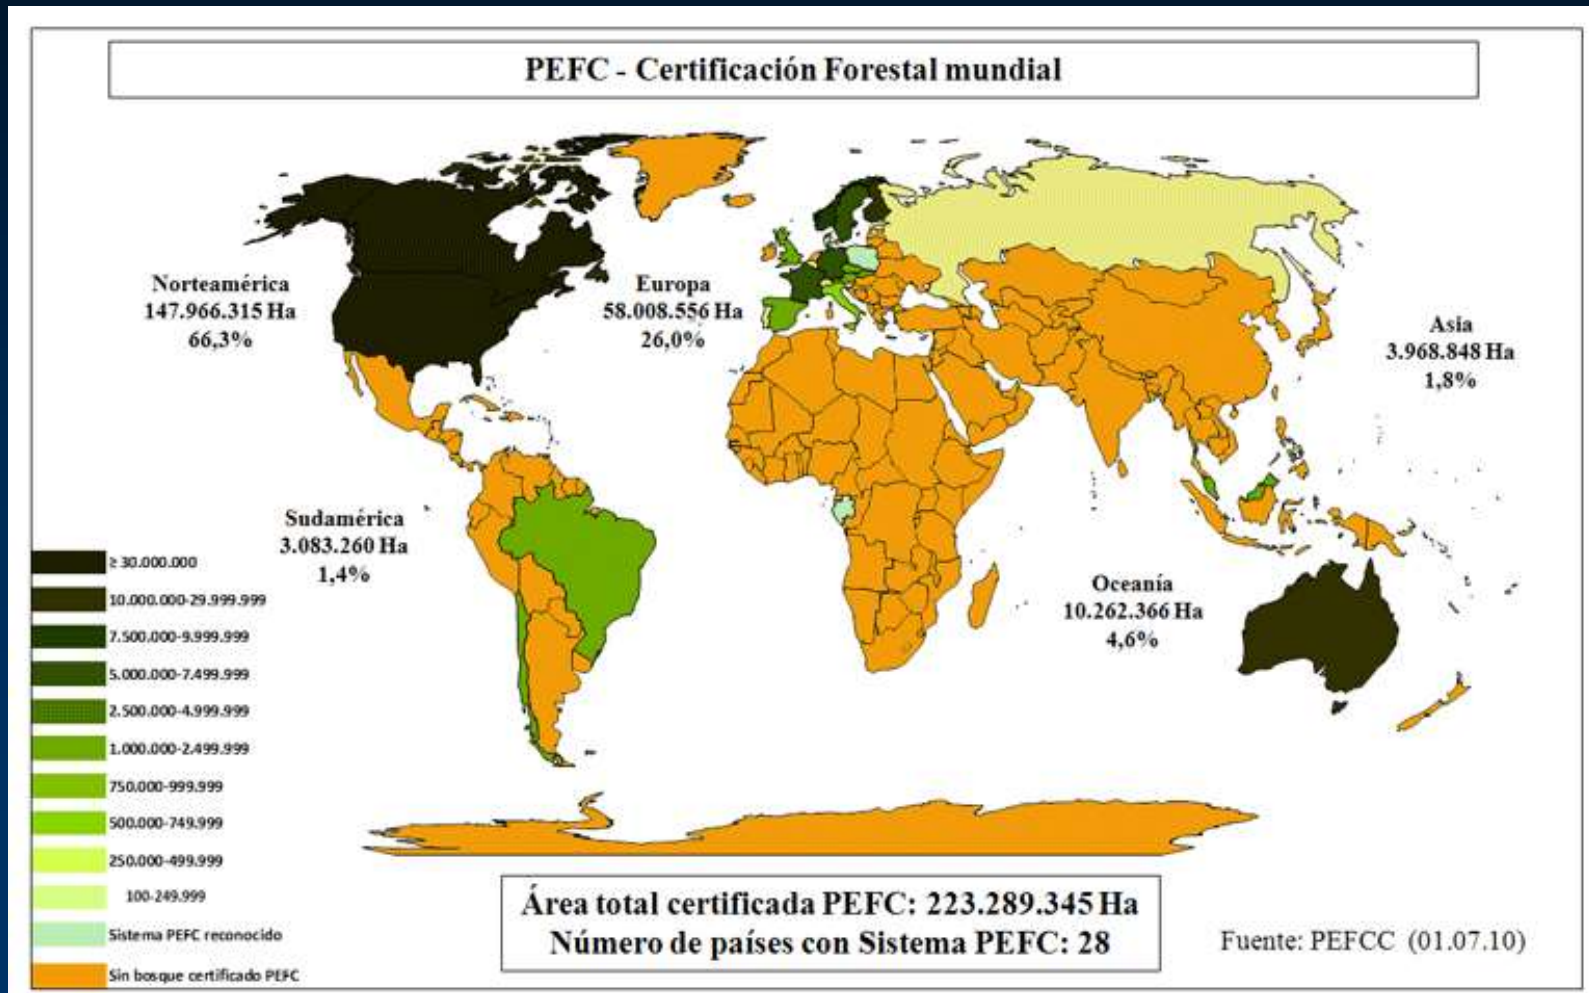 PEFC - Certificación Forestal mundial
Norteamérica
147.966.315 Ha
66,3%
Europa
58.008.556 Ha
26,0%
Asia
3.968.848 Ha
1,8%
Sudamérica
3.083.260 Ha
1,4%
Oceanía
10.262.366 Ha
4,6%
≥ 30.000.000
10.000.000-29.999.999
7.500.000-9.999.999
5.000.000-7.499.999
2.500.000-4.999.999
1.000.000-2.499.999
750.000-999.999
500.000-749.999
250.000-499.999
100-249.999
Sistema PEFC reconocido
Sin bosque certificado PEFC
Área total certificada PEFC: 223.289.345 Ha
Número de países con Sistema PEFC: 28
Fuente: PEFCC (01.07.10)